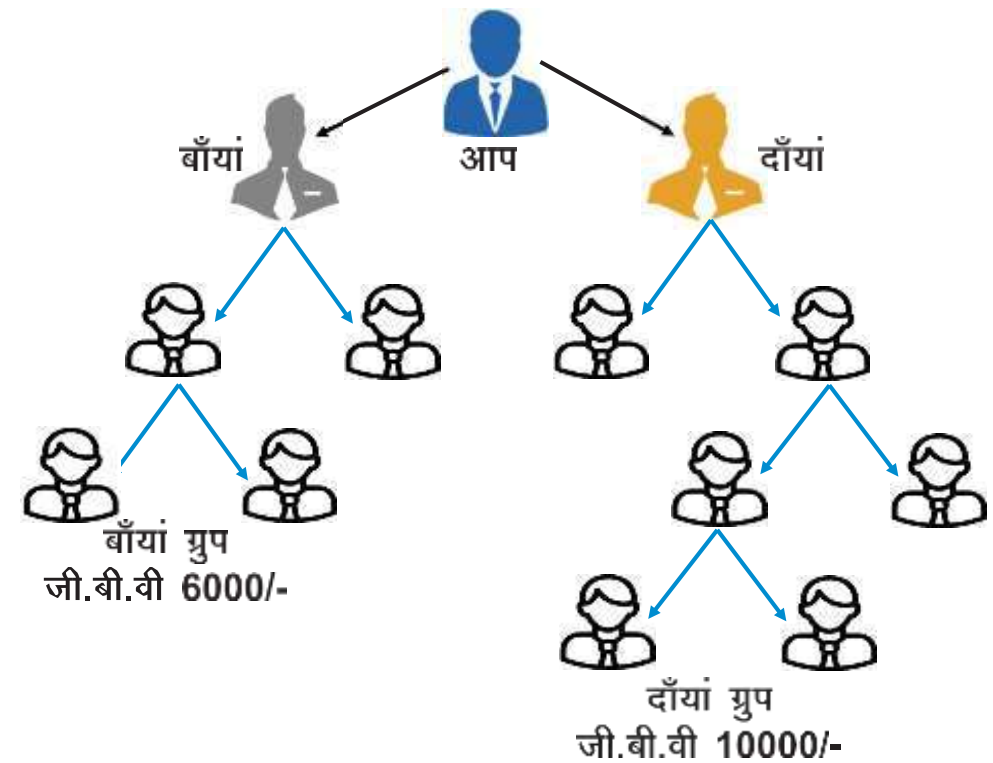 बाँयां
आप
दाँयां
बाँयां ग्रुप
जी.बी.वी 6000/-
दाँयां ग्रुप
जी.बी.वी 10000/-